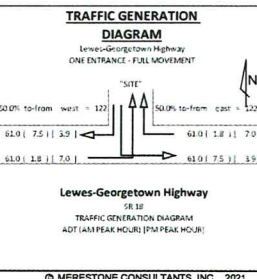 TRAFFIC GENERATION
DIAGRAM
Lewes-Georgetown Highway
ONE ENTRANCE - FULL MOVEMENT
"SITE"
N
50.0% to-from west = 122
50.0% to-from east = 122
61.0 ( 7.5 ) [ 3.9 ]
61.0 ( 1.8 ) [ 7.0
61.0 ( 1.8 ) [ 7.0 ]
61.0 ( 7.5 ) [ 3.9
Lewes-Georgetown Highway
SR 18
TRAFFIC GENERATION DIAGRAM
ADT (AM PEAK HOUR) [PM PEAK HOUR]
© MERESTONE CONSULTANTS, INC. 2021